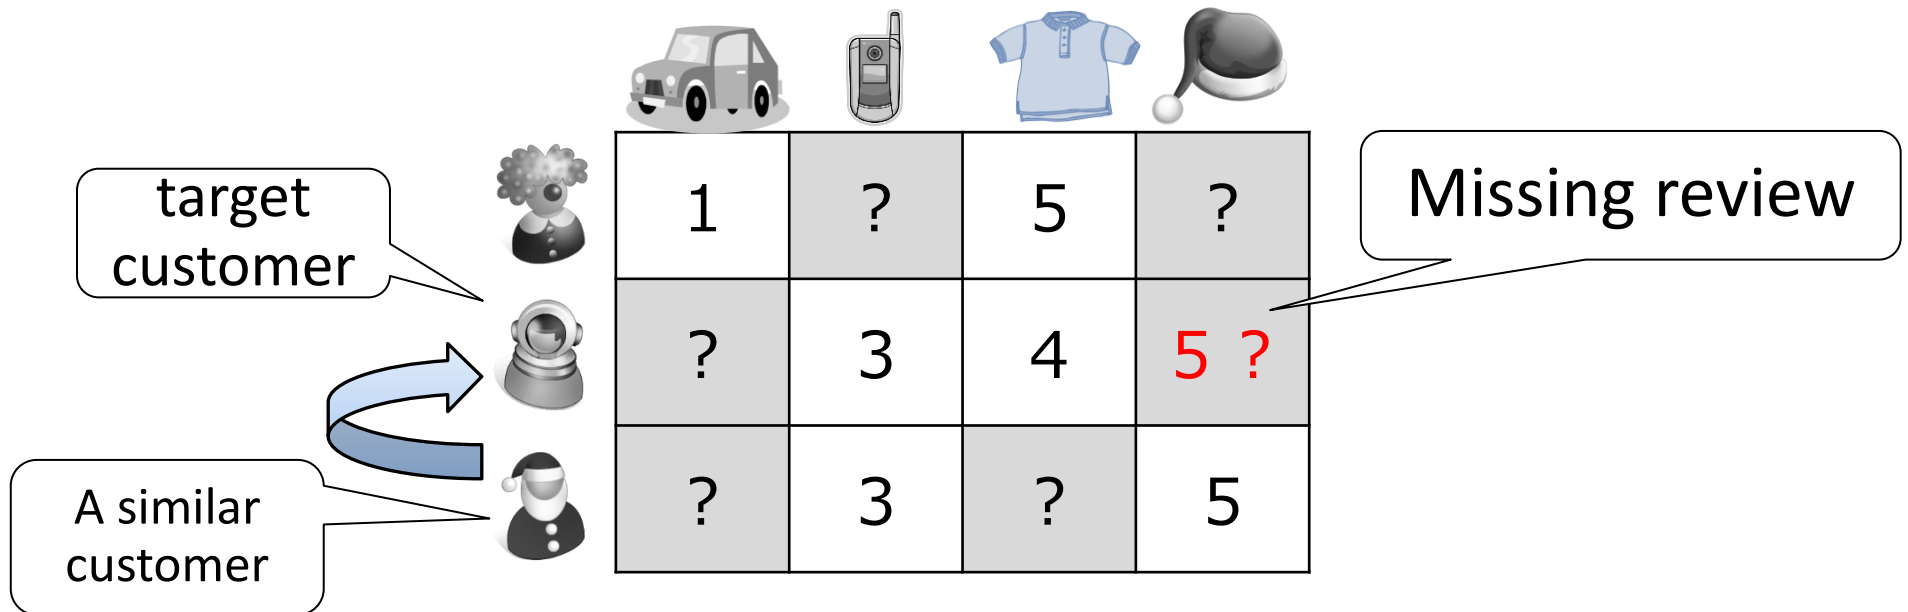 target
customer
A similar
customer
1 ? 5 ?
? 3 4 5 ?
? 3 ? 5
Missing review